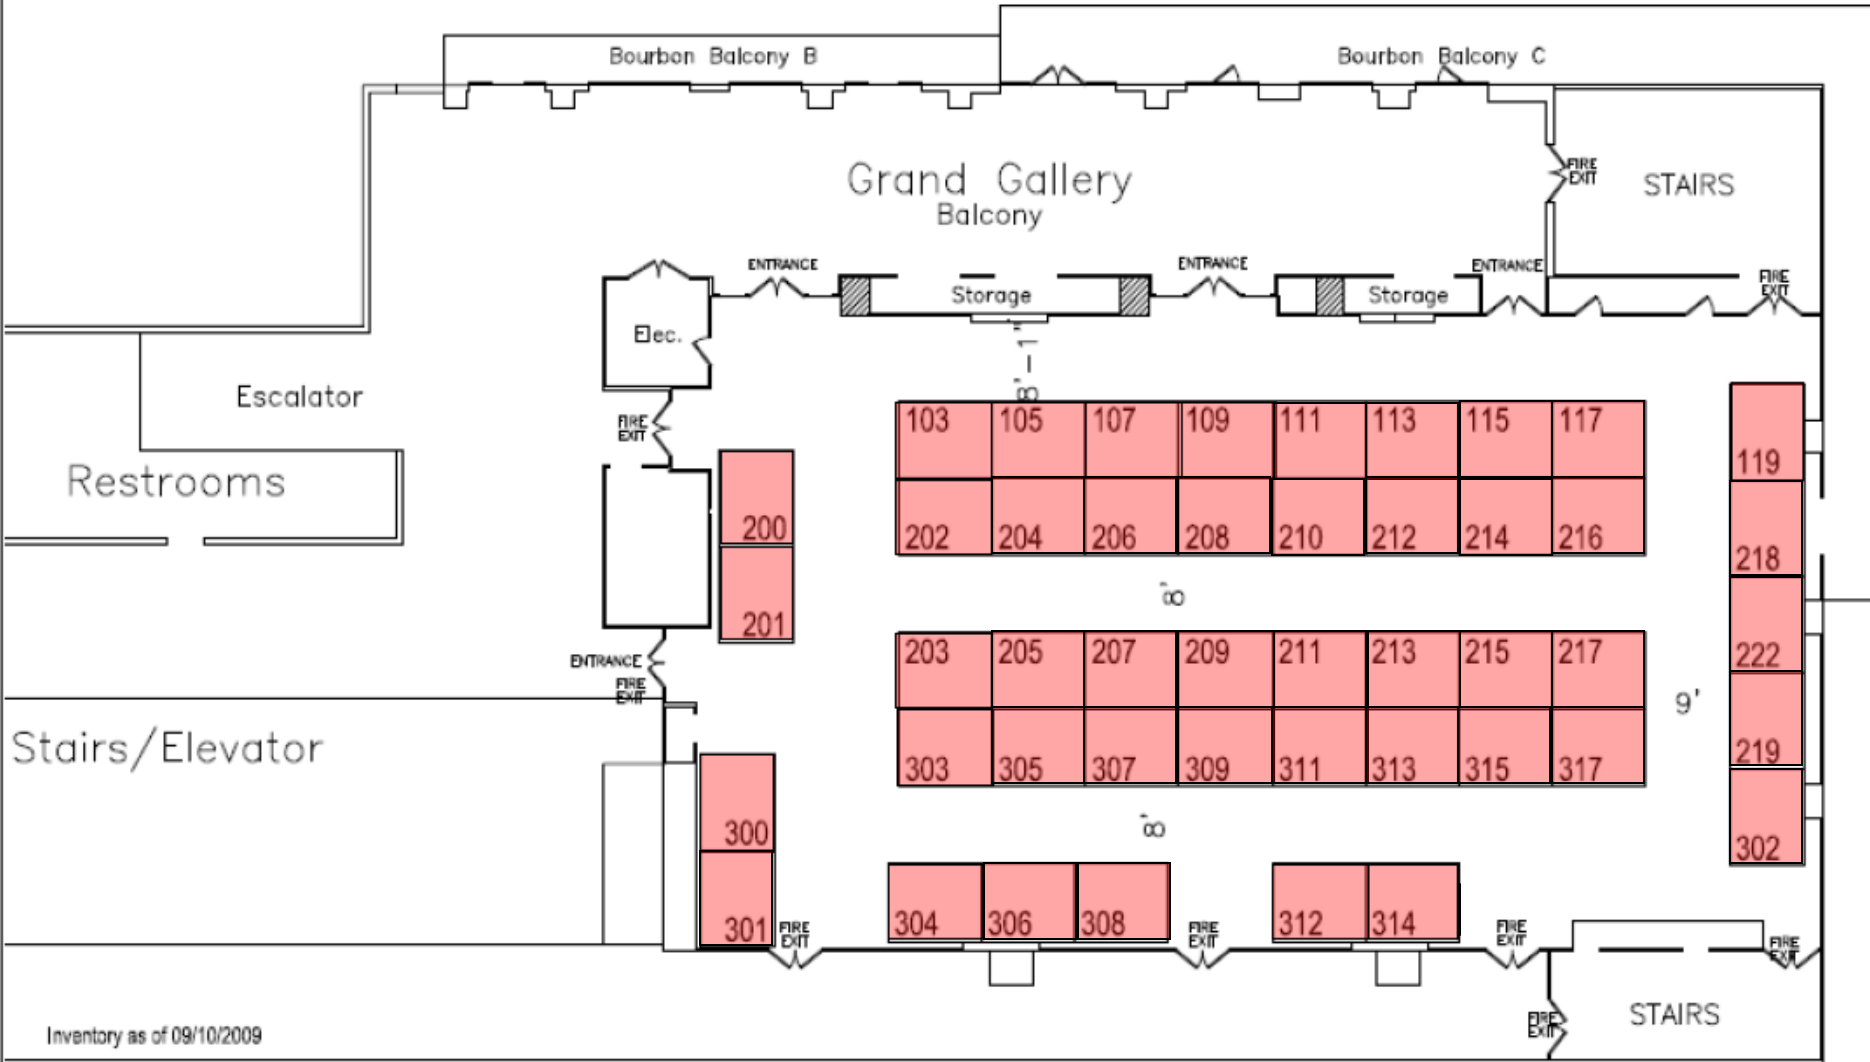 Bourbon Balcony B
Bourbon Balcony C
Grand Gallery
Balcony
FIRE
EXIT
STAIRS
ENTRANCE
ENTRANCE
ENTRANCE
FIRE
EXIT
Storage
Storage
Elec.
8'-1"
Escalator
FIRE
EXIT
Restrooms
103 105 107 109 111 113 115 117
119
200
202 204 206 208 210 212 214 216
218
8'
201
ENTRANCE
FIRE
EXIT
203 205 207 209 211 213 215 217
222
9'
Stairs/Elevator
303 305 307 309 311 313 315 317
219
8'
300
302
301
304 306 308
312 314
FIRE
EXIT
FIRE
EXIT
FIRE
EXIT
FIRE
EXIT
STAIRS
FIRE
EXIT
Inventory as of 09/10/2009